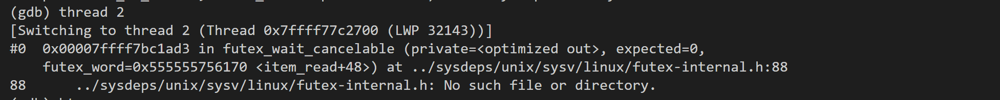 (gdb) thread 2
[Switching to thread 2 (Thread 0x7ffff77c2700 (LWP 32143))]
#0  0x00007ffff7bc1ad3 in futex_wait_cancelable (private=<optimized out>, expected=0,
    futex_word=0x555555756170 <item_read+48>) at ../sysdeps/unix/sysv/linux/futex-internal.h:88
88      ../sysdeps/unix/sysv/linux/futex-internal.h: No such file or directory.